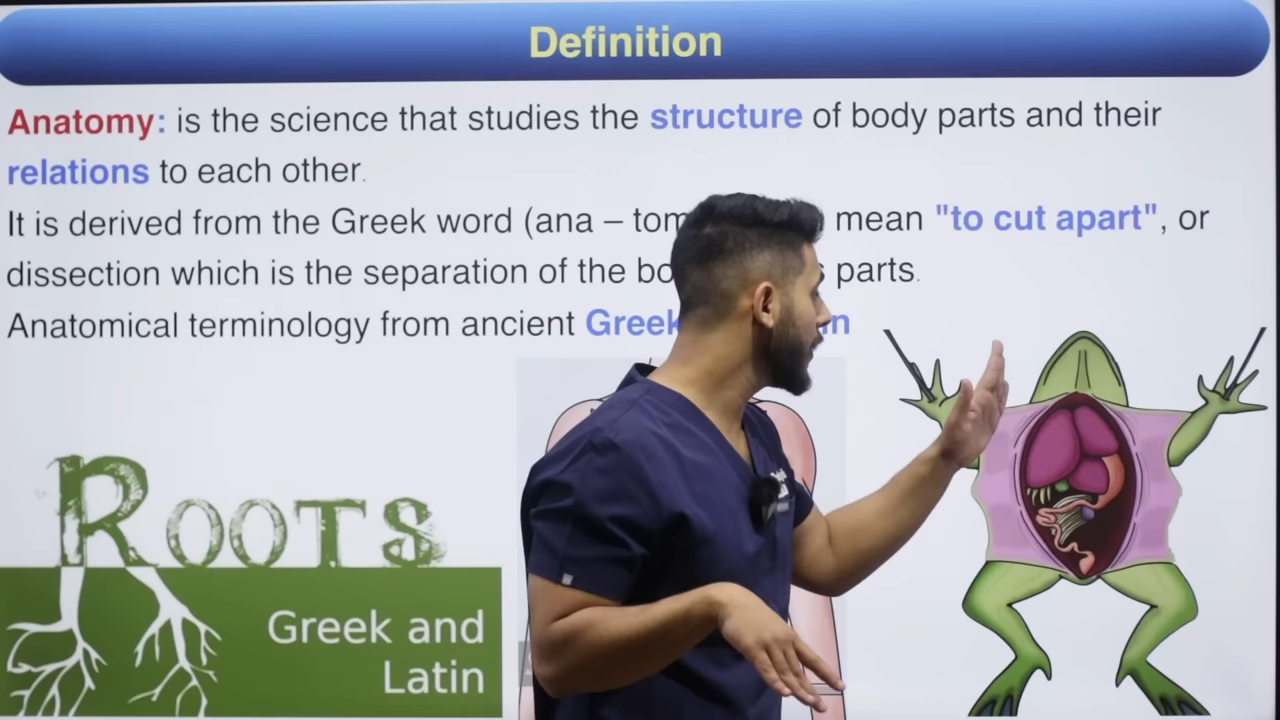 Definition
Anatomy: is the science that studies the structure of body parts and their
relations to each other.
It is derived from the Greek word (ana – tom mean "to cut apart", or
dissection which is the separation of the bo parts.
Anatomical terminology from ancient Greek
ROOTS
Greek and
Latin